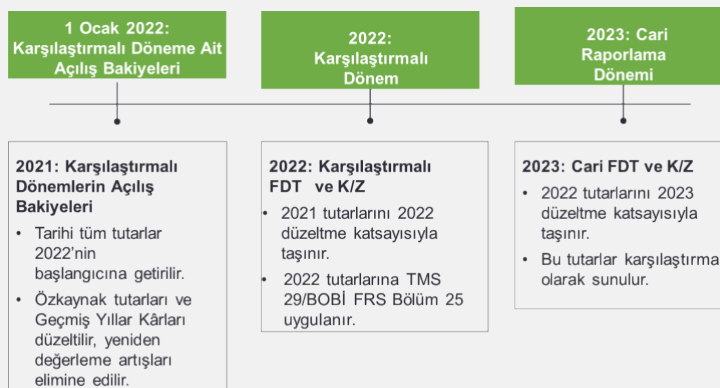 1 Ocak 2022:
Karşılaştırmalı Döneme Ait
Açılış Bakiyeleri
2022:
Karşılaştırmalı
Dönem
2023: Cari
Raporlama
Dönemi
2021: Karşılaştırmalı
Dönemlerin Açılış
Bakiyeleri
• Tarihi tüm tutarlar
2022'nin
başlangıcına getirilir.
• Özkaynak tutarları ve
Geçmiş Yıllar Kârları
düzeltilir, yeniden
değerleme artışları
elimine edilir.
2022: Karşılaştırmalı
FDT ve K/Z
• 2021 tutarlarını 2022
düzeltme katsayısıyla
taşınır.
• 2022 tutarlarına TMS
29/BOBİ FRS Bölüm 25
uygulanır.
2023: Cari FDT ve K/Z
• 2022 tutarlarını 2023
düzeltme katsayısıyla
taşınır.
• Bu tutarlar karşılaştırma
olarak sunulur.